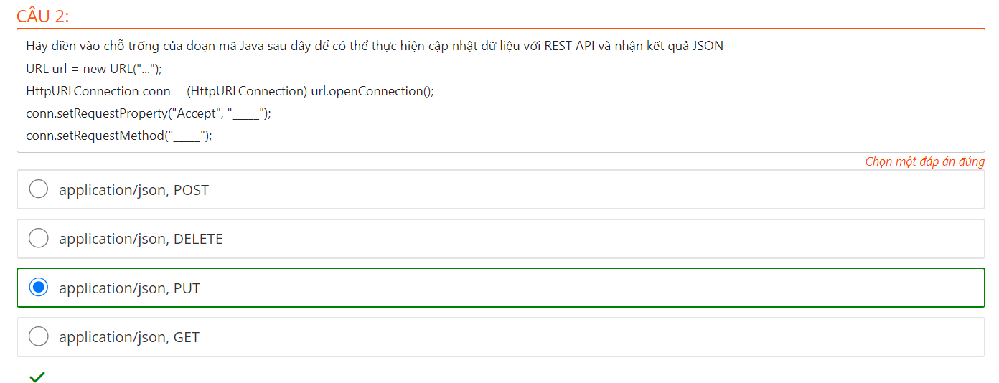 CÂU 2:
Hãy điền vào chỗ trống của đoạn mã Java sau đây để có thể thực hiện cập nhật dữ liệu với REST API và nhận kết quả JSON
URL url = new URL("...");
HttpURLConnection conn = (HttpURLConnection) url.openConnection();
conn.setRequestProperty("Accept", "_____");
conn.setRequestMethod("_____");
Chọn một đáp án đúng
application/json, POST
application/json, DELETE
application/json, PUT
application/json, GET